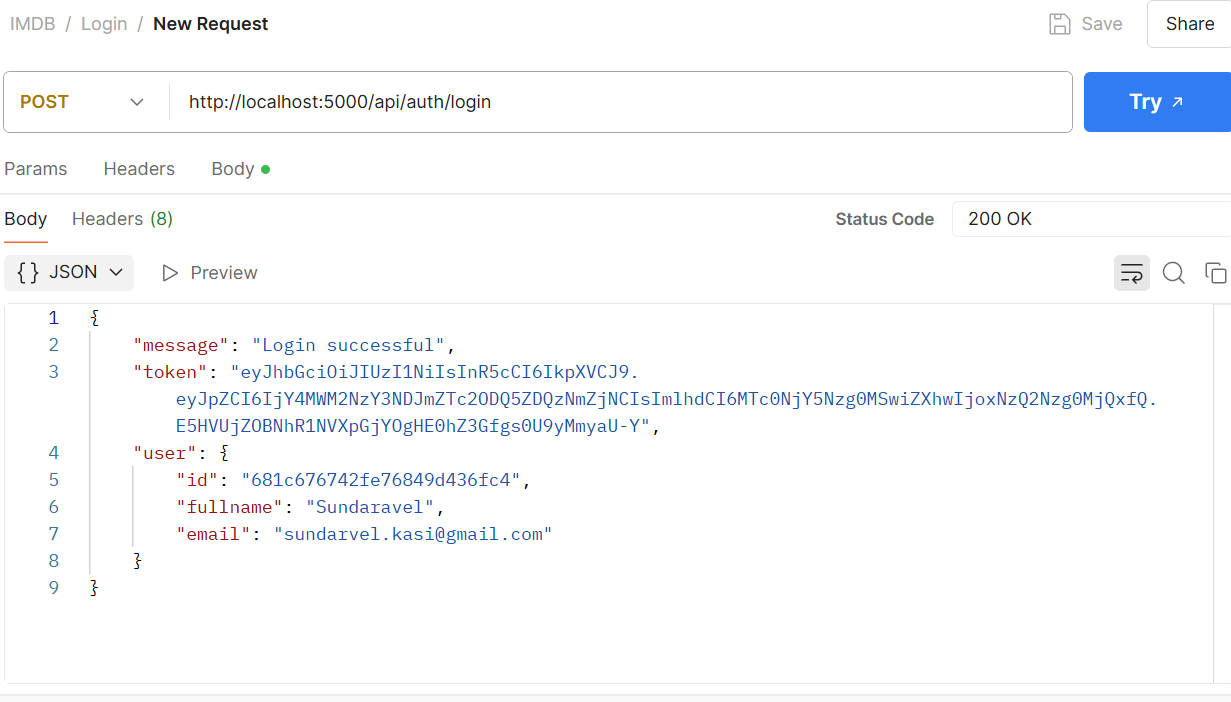 IMDB / Login / New Request Save Share
POST http://localhost:5000/api/auth/login Try
Params Headers Body
Body Headers (8) Status Code 200 OK
{} JSON Preview
1 {
2 "message": "Login successful",
3 "token": "eyJhbGciOiJIUzI1NiIsInR5cCI6IkpXVCJ9.
eyJpZCI6IjY4MWM2NzY3NDJmZTc2ODQ5ZDQzNmZjNCIsImlhdCI6MTc0NjY5Nzg0MSwiZXhwIjoxNzQ2Nzg0MjQxfQ.
E5HVUjZOBNhR1NVXpGjYOgHE0hZ3Gfgs0U9yMmyaU-Y",
4 "user": {
5 "id": "681c676742fe76849d436fc4",
6 "fullname": "Sundaravel",
7 "email": "sundarvel.kasi@gmail.com"
8 }
9 }